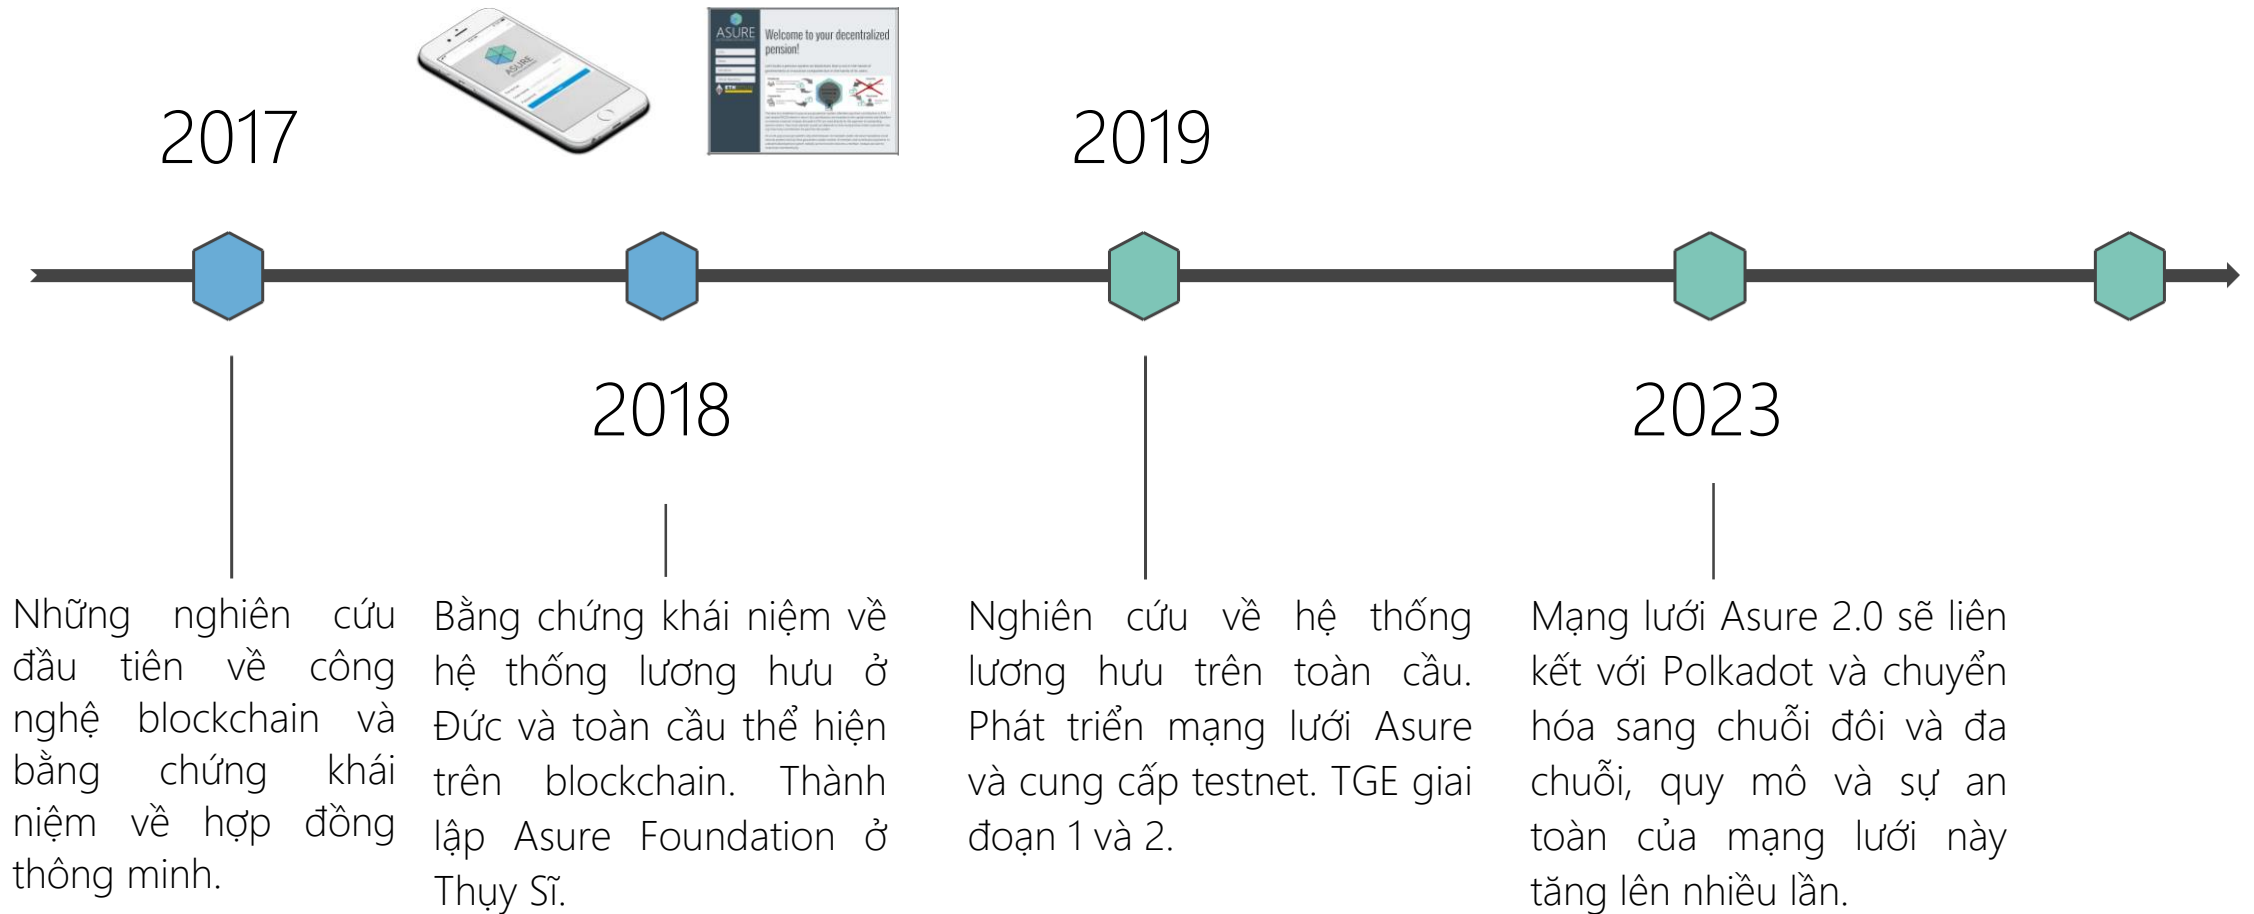 ASURE
ASURE
Welcome to your decentralized
pension!
ETH
2017
2019
2018
2023
Những nghiên cứu
đầu tiên về công
nghệ blockchain và
bằng chứng khái
niệm về hợp đồng
thông minh.
Bằng chứng khái niệm về
hệ thống lương hưu ở
Đức và toàn cầu thể hiện
trên blockchain. Thành
lập Asure Foundation ở
Thụy Sĩ.
Nghiên cứu về hệ thống
lương hưu trên toàn cầu.
Phát triển mạng lưới Asure
và cung cấp testnet. TGE giai
đoạn 1 và 2.
Mạng lưới Asure 2.0 sẽ liên
kết với Polkadot và chuyển
hóa sang chuỗi đôi và đa
chuỗi, quy mô và sự an
toàn của mạng lưới này
tăng lên nhiều lần.